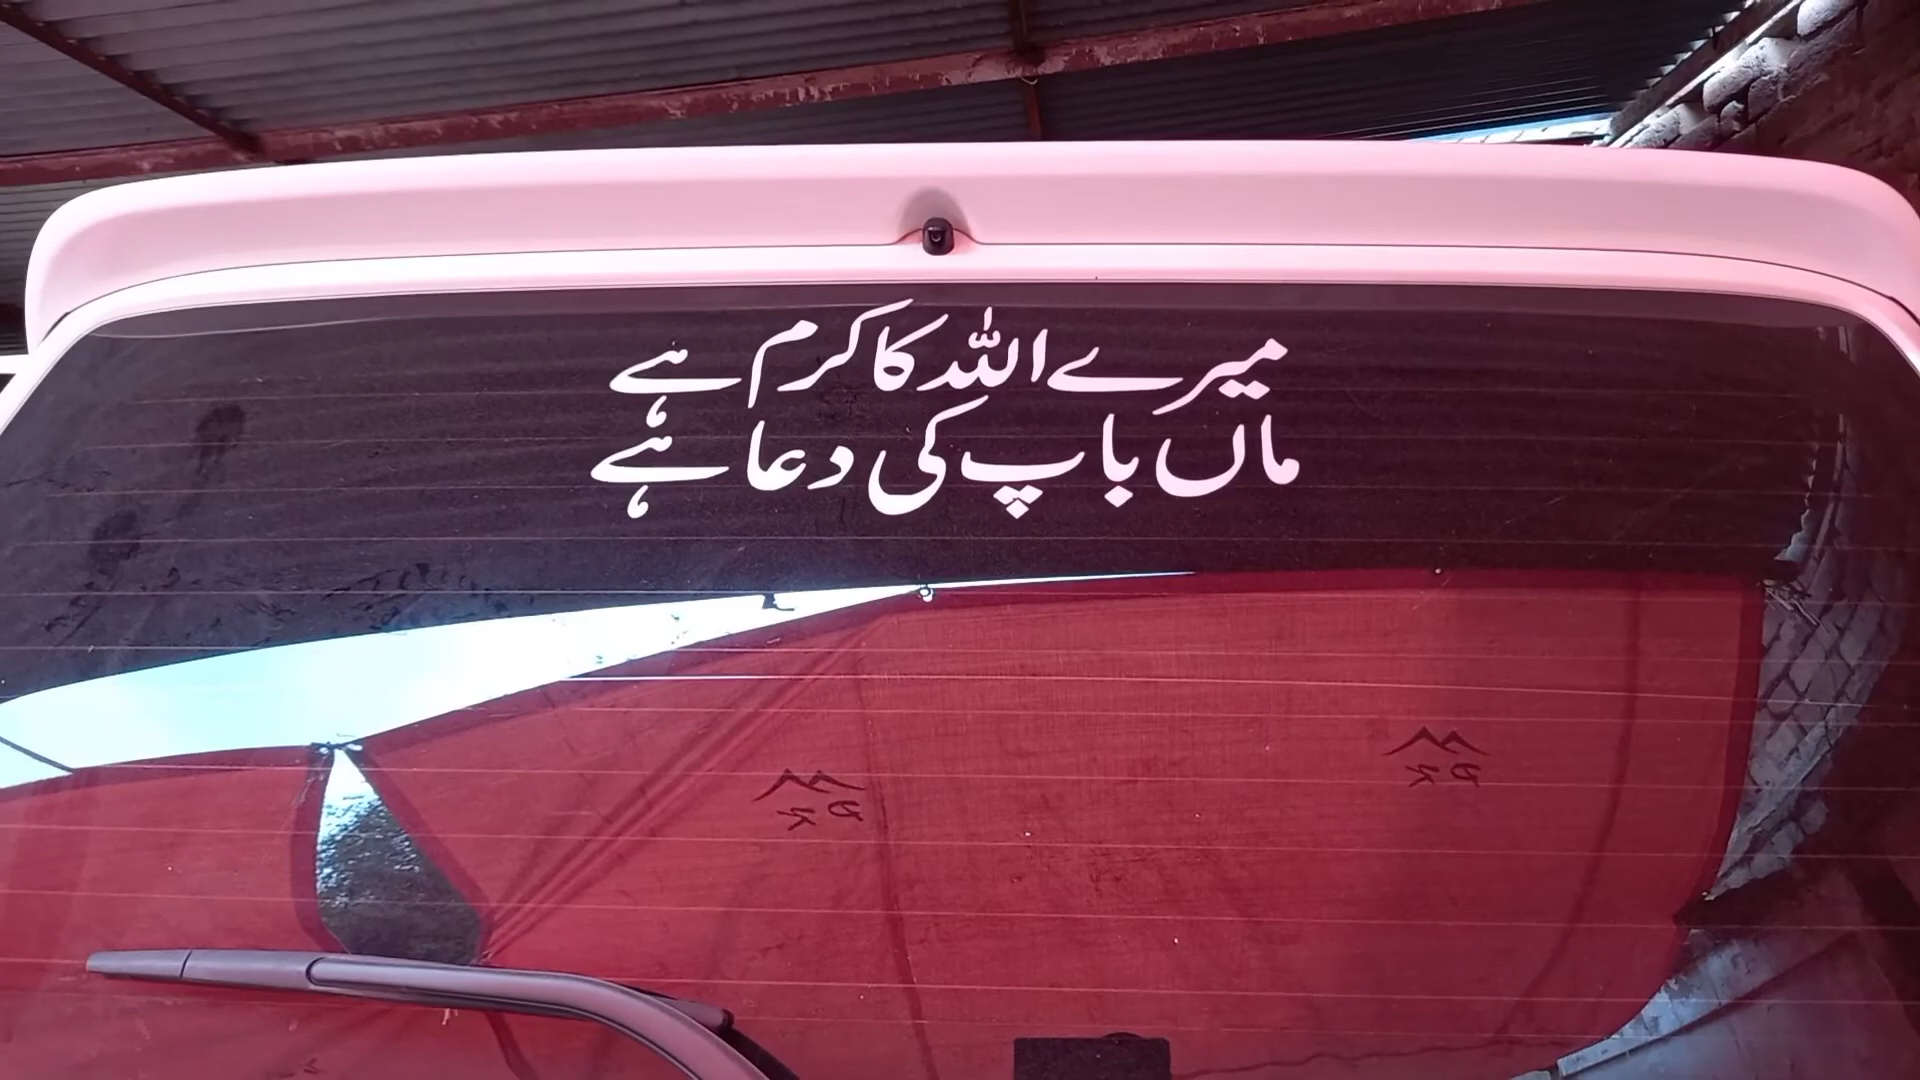 میرے اللہ کا کرم ہے
ماں باپ کی دعا ہے